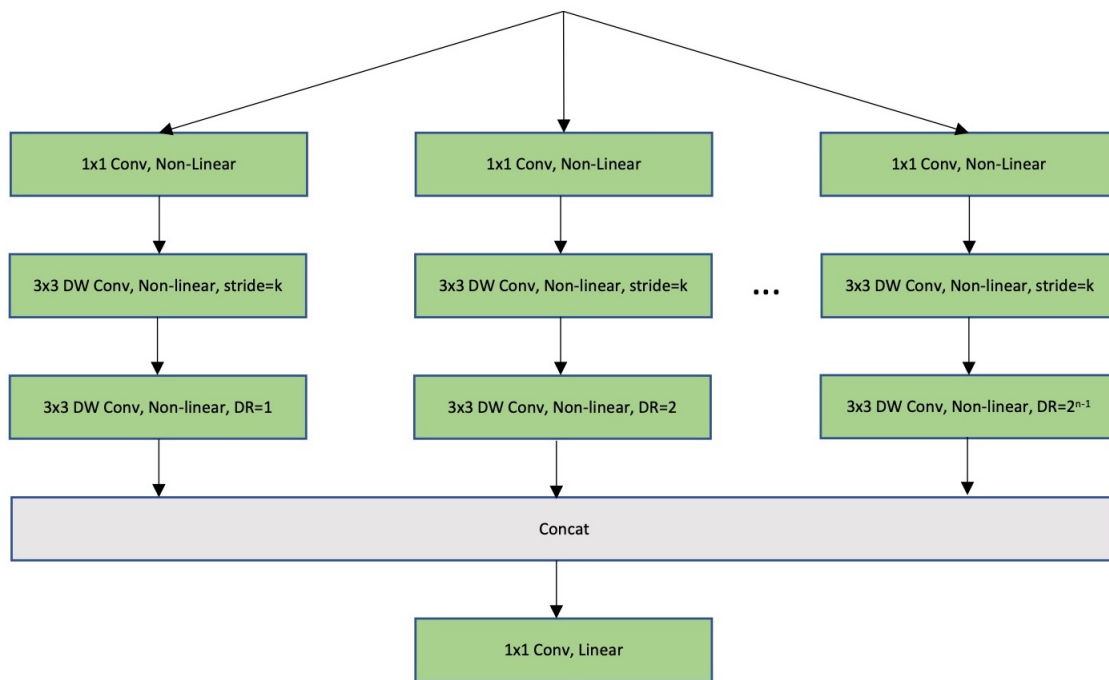 1x1 Conv, Non-Linear
1x1 Conv, Non-Linear
1x1 Conv, Non-Linear
3x3 DW Conv, Non-linear, stride=k
3x3 DW Conv, Non-linear, stride=k
...
3x3 DW Conv, Non-linear, stride=k
3x3 DW Conv, Non-linear, DR=1
3x3 DW Conv, Non-linear, DR=2
3x3 DW Conv, Non-linear, DR=2ⁿ⁻¹
Concat
1x1 Conv, Linear